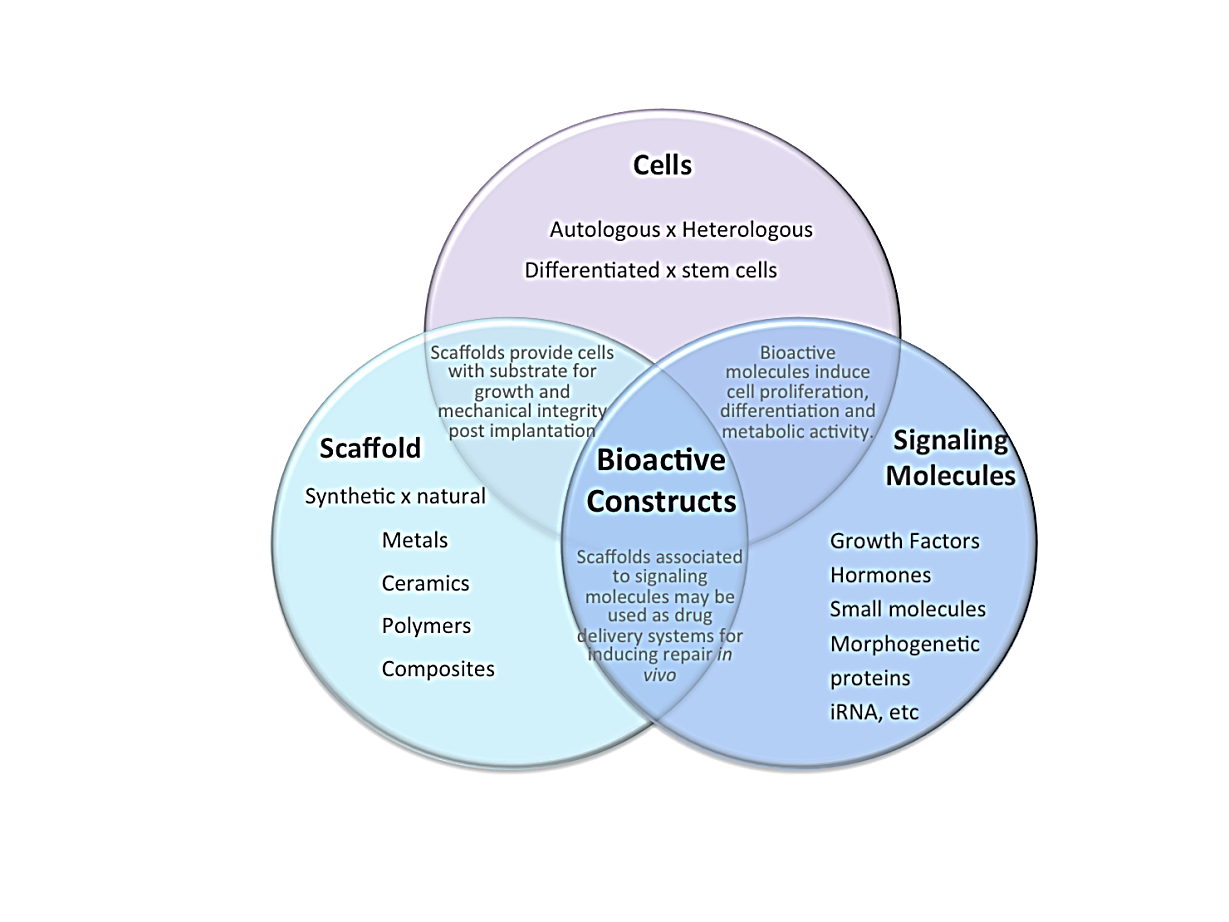 Cells
Autologous x Heterologous
Differentiated x stem cells
Scaffolds provide cells
with substrate for
growth and
mechanical integrity
post implantation
Bioactive
molecules induce
cell proliferation,
differentiation and
metabolic activity.
Scaffold
Synthetic x natural
Metals
Ceramics
Polymers
Composites
Bioactive
Constructs
Scaffolds associated
to signaling
molecules may be
used as drug
delivery systems for
inducing repair in
vivo
Signaling
Molecules
Growth Factors
Hormones
Small molecules
Morphogenetic
proteins
iRNA, etc